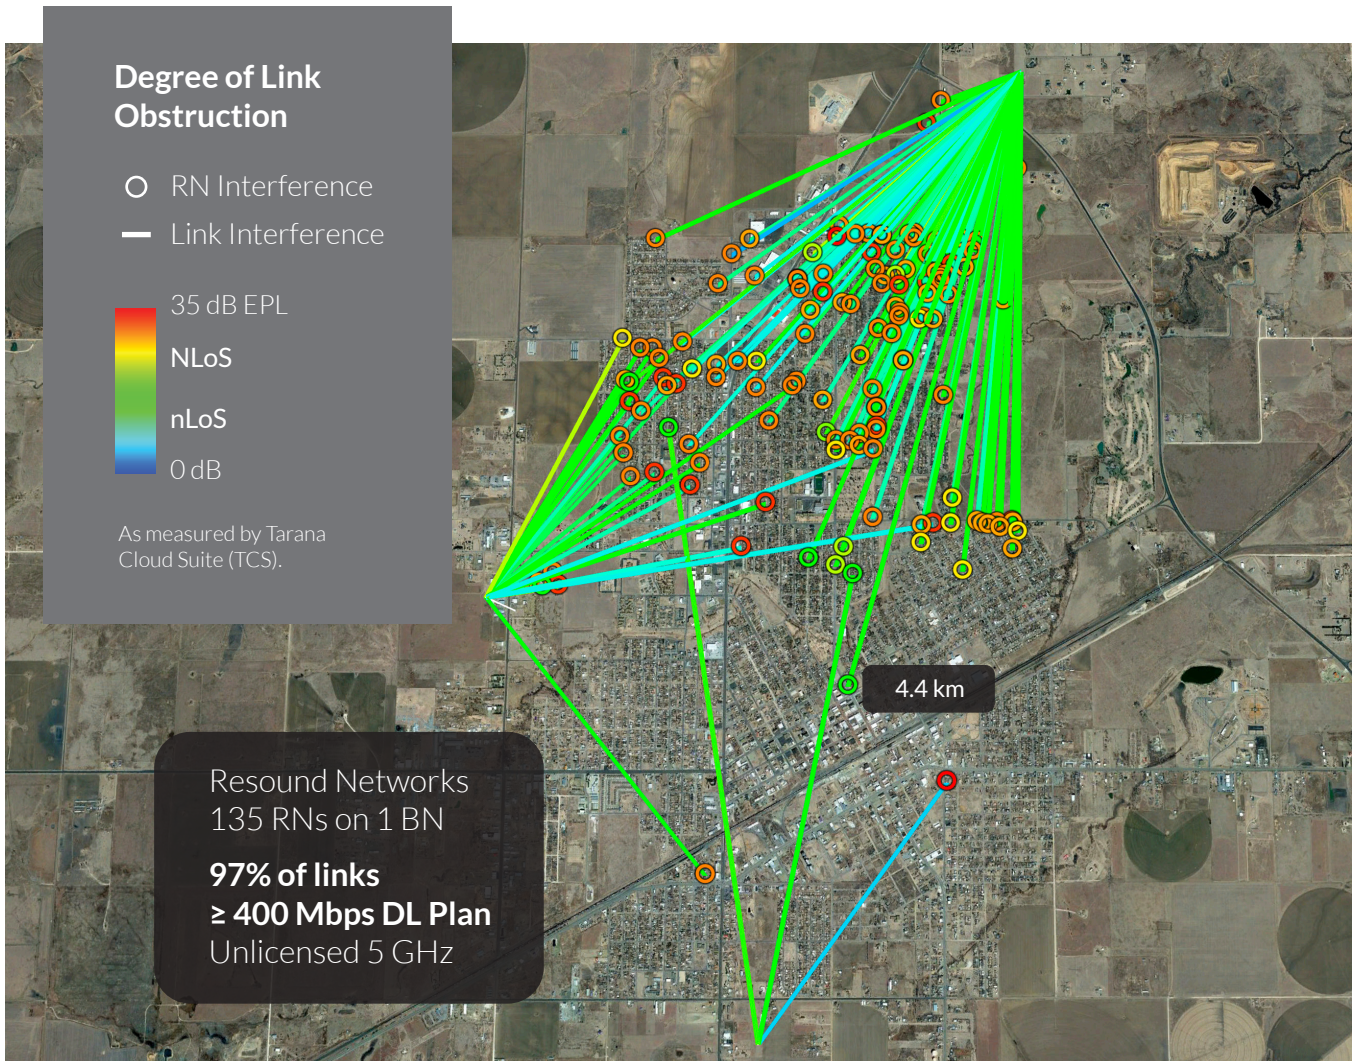 Degree of Link
Obstruction
RN Interference
Link Interference
35 dB EPL
NLoS
nLoS
0 dB
As measured by Tarana
Cloud Suite (TCS).
4.4 km
Resound Networks
135 RNs on 1 BN
97% of links
≥ 400 Mbps DL Plan
Unlicensed 5 GHz